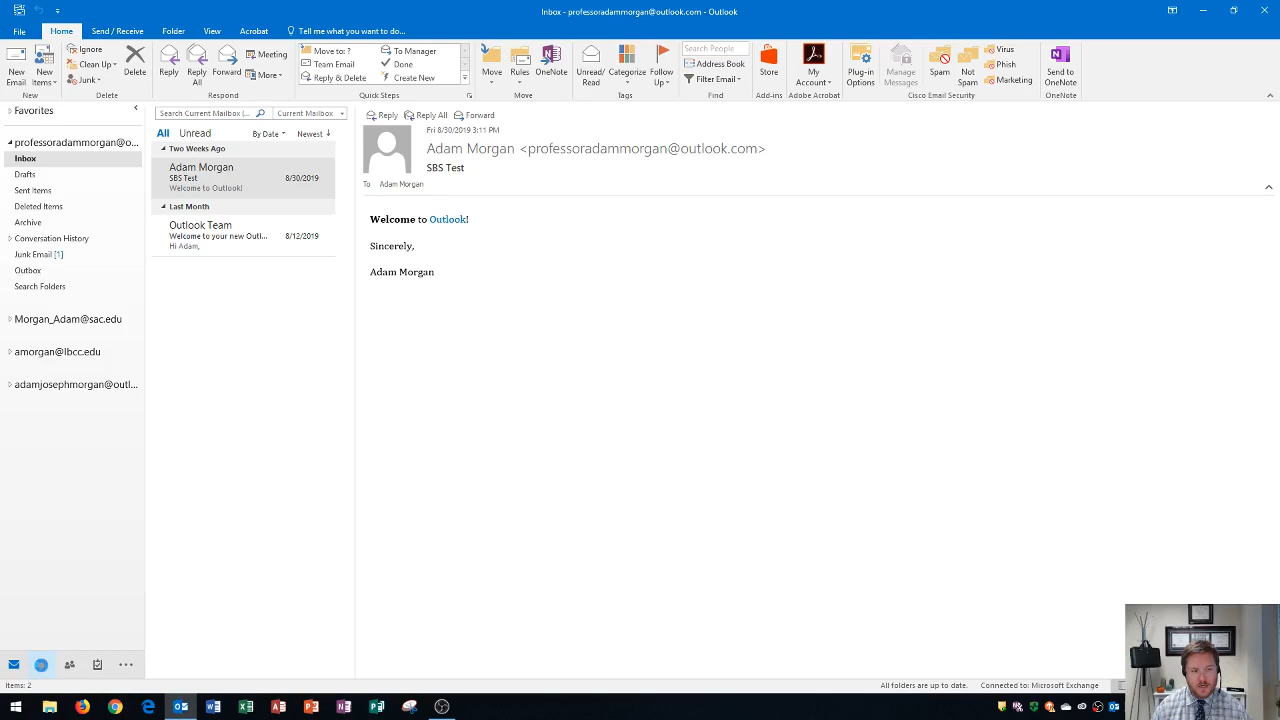 Inbox - professoradammorgan@outlook.com - Outlook
File Home Send / Receive Folder View Acrobat Tell me what you want to do...
New Email
New Items
New
Ignore
Clean Up
Junk
Delete
Delete
Reply
Reply All
Forward
Meeting
More
Respond
Move to: ?
Team Email
Reply & Delete
To Manager
Done
Create New
Quick Steps
Move
Rules
OneNote
Move
Unread/ Read
Categorize
Follow Up
Tags
Search People
Address Book
Filter Email
Find
Store
Add-ins
My Account
Adobe Acrobat
Plug-in Options
Manage Messages
Spam
Not Spam
Virus
Phish
Marketing
Cisco Email Security
Send to OneNote
OneNote
Favorites
professoradammorgan@o...
Inbox
Drafts
Sent Items
Deleted Items
Archive
Conversation History
Junk Email [1]
Outbox
Search Folders
Morgan_Adam@sac.edu
amorgan@lbcc.edu
adamjosephmorgan@outl...
Search Current Mailbox (... Current Mailbox
All Unread By Date Newest
Two Weeks Ago
Adam Morgan
SBS Test 8/30/2019
Welcome to Outlook!
Last Month
Outlook Team
Welcome to your new Outl... 8/12/2019
Hi Adam,
Reply Reply All Forward
Fri 8/30/2019 3:11 PM
Adam Morgan <professoradammorgan@outlook.com>
SBS Test
To Adam Morgan
Welcome to Outlook!
Sincerely,
Adam Morgan
Items: 2
All folders are up to date. Connected to: Microsoft Exchange